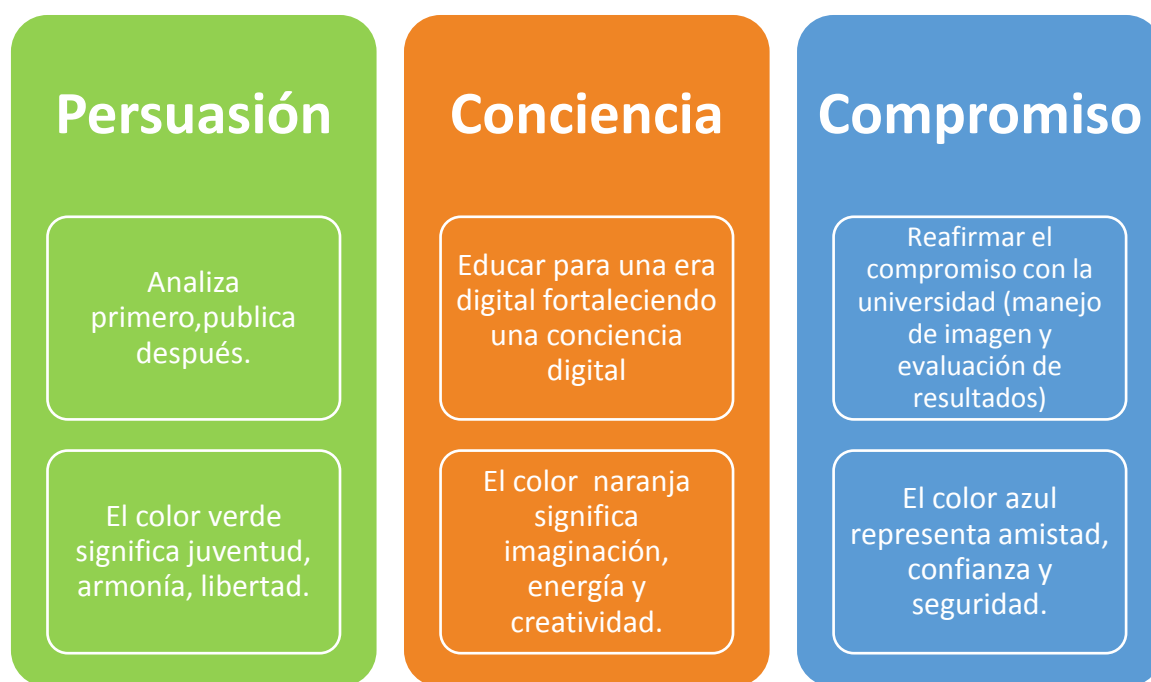 Persuasión
Analiza
primero,publica
después.
El color verde
significa juventud,
armonía, libertad.
Conciencia
Educar para una era
digital fortaleciendo
una conciencia
digital
El color  naranja
significa
imaginación,
energía y
creatividad.
Compromiso
Reafirmar el
compromiso con la
universidad (manejo
de imagen y
evaluación de
resultados)
El color azul
representa amistad,
confianza y
seguridad.